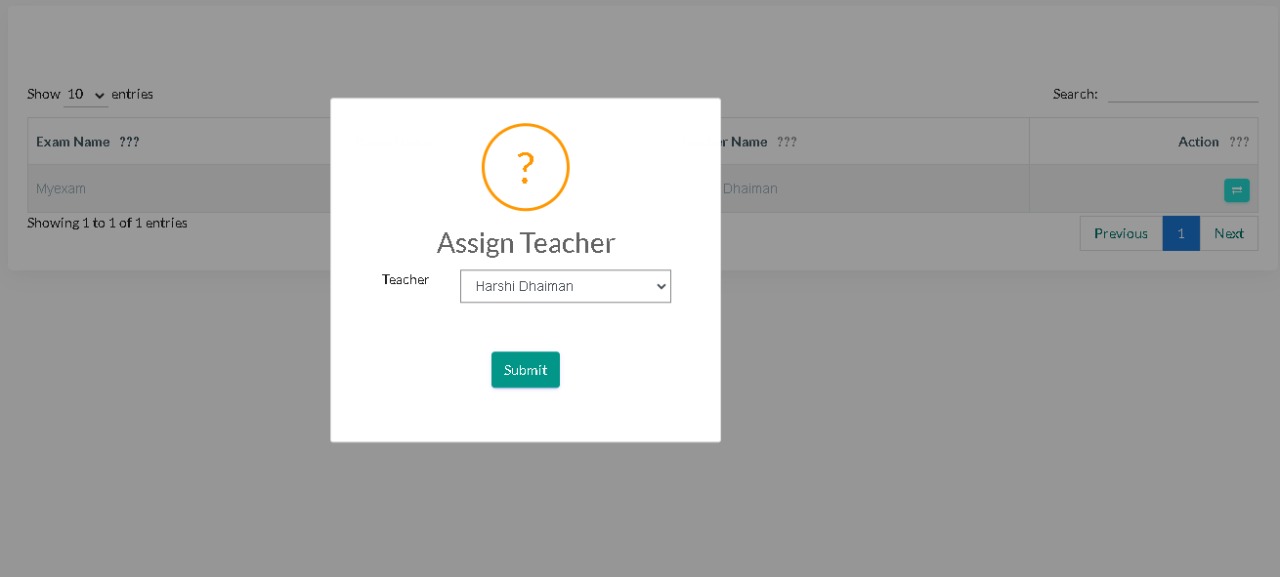 Show 10 entries
Search:
Exam Name ??? r Name ??? Action ???
Myexam Dhaiman
Showing 1 to 1 of 1 entries
Previous 1 Next
?
Assign Teacher
Teacher Harshi Dhaiman
Submit